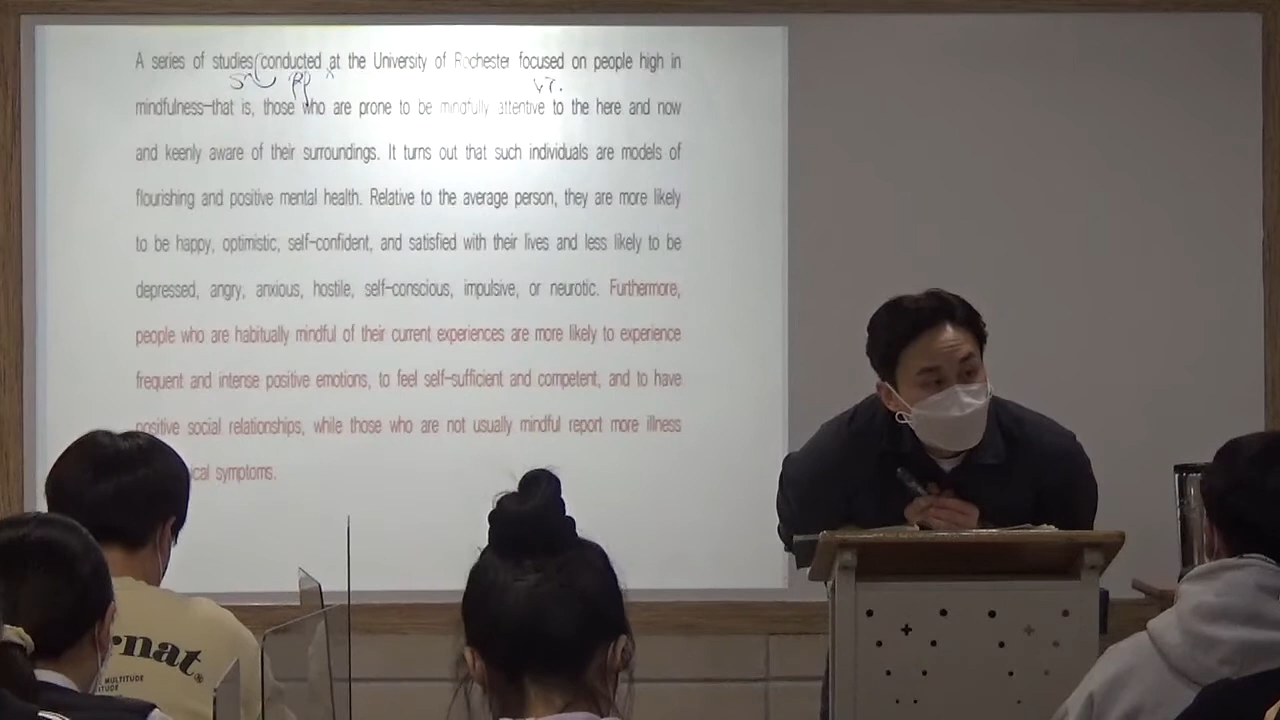 A series of studies conducted at the University of Rochester focused on people high in
S PP V.
mindfulness—that is, those who are prone to be mindfully attentive to the here and now
and keenly aware of their surroundings. It turns out that such individuals are models of
flourishing and positive mental health. Relative to the average person, they are more likely
to be happy, optimistic, self-confident, and satisfied with their lives and less likely to be
depressed, angry, anxious, hostile, self-conscious, impulsive, or neurotic. Furthermore,
people who are habitually mindful of their current experiences are more likely to experience
frequent and intense positive emotions, to feel self-sufficient and competent, and to have
positive social relationships, while those who are not usually mindful report more illness
symptoms.
MULTITUDE